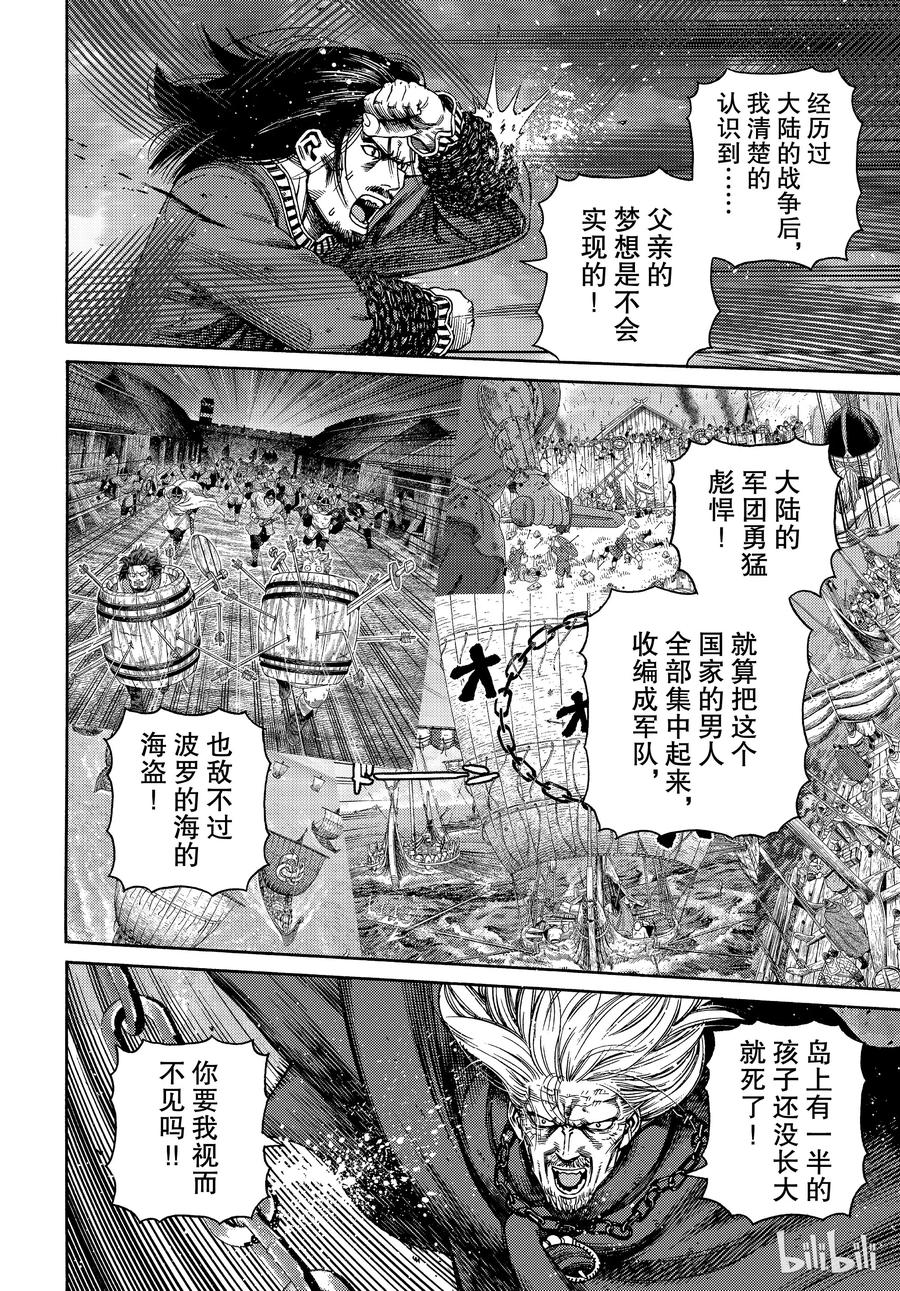 经历过
大陆的战争后，
我清楚的
认识到……
父亲的
梦想是不会
实现的！
大陆的
军团勇猛
彪悍！
就算把这个
国家的男人
全部集中起来，
收编成军队，
也敌不过
波罗的海的
海盗！
岛上有一半的
孩子还没长大
就死了！
你要我视而
不见吗！！
bilibili